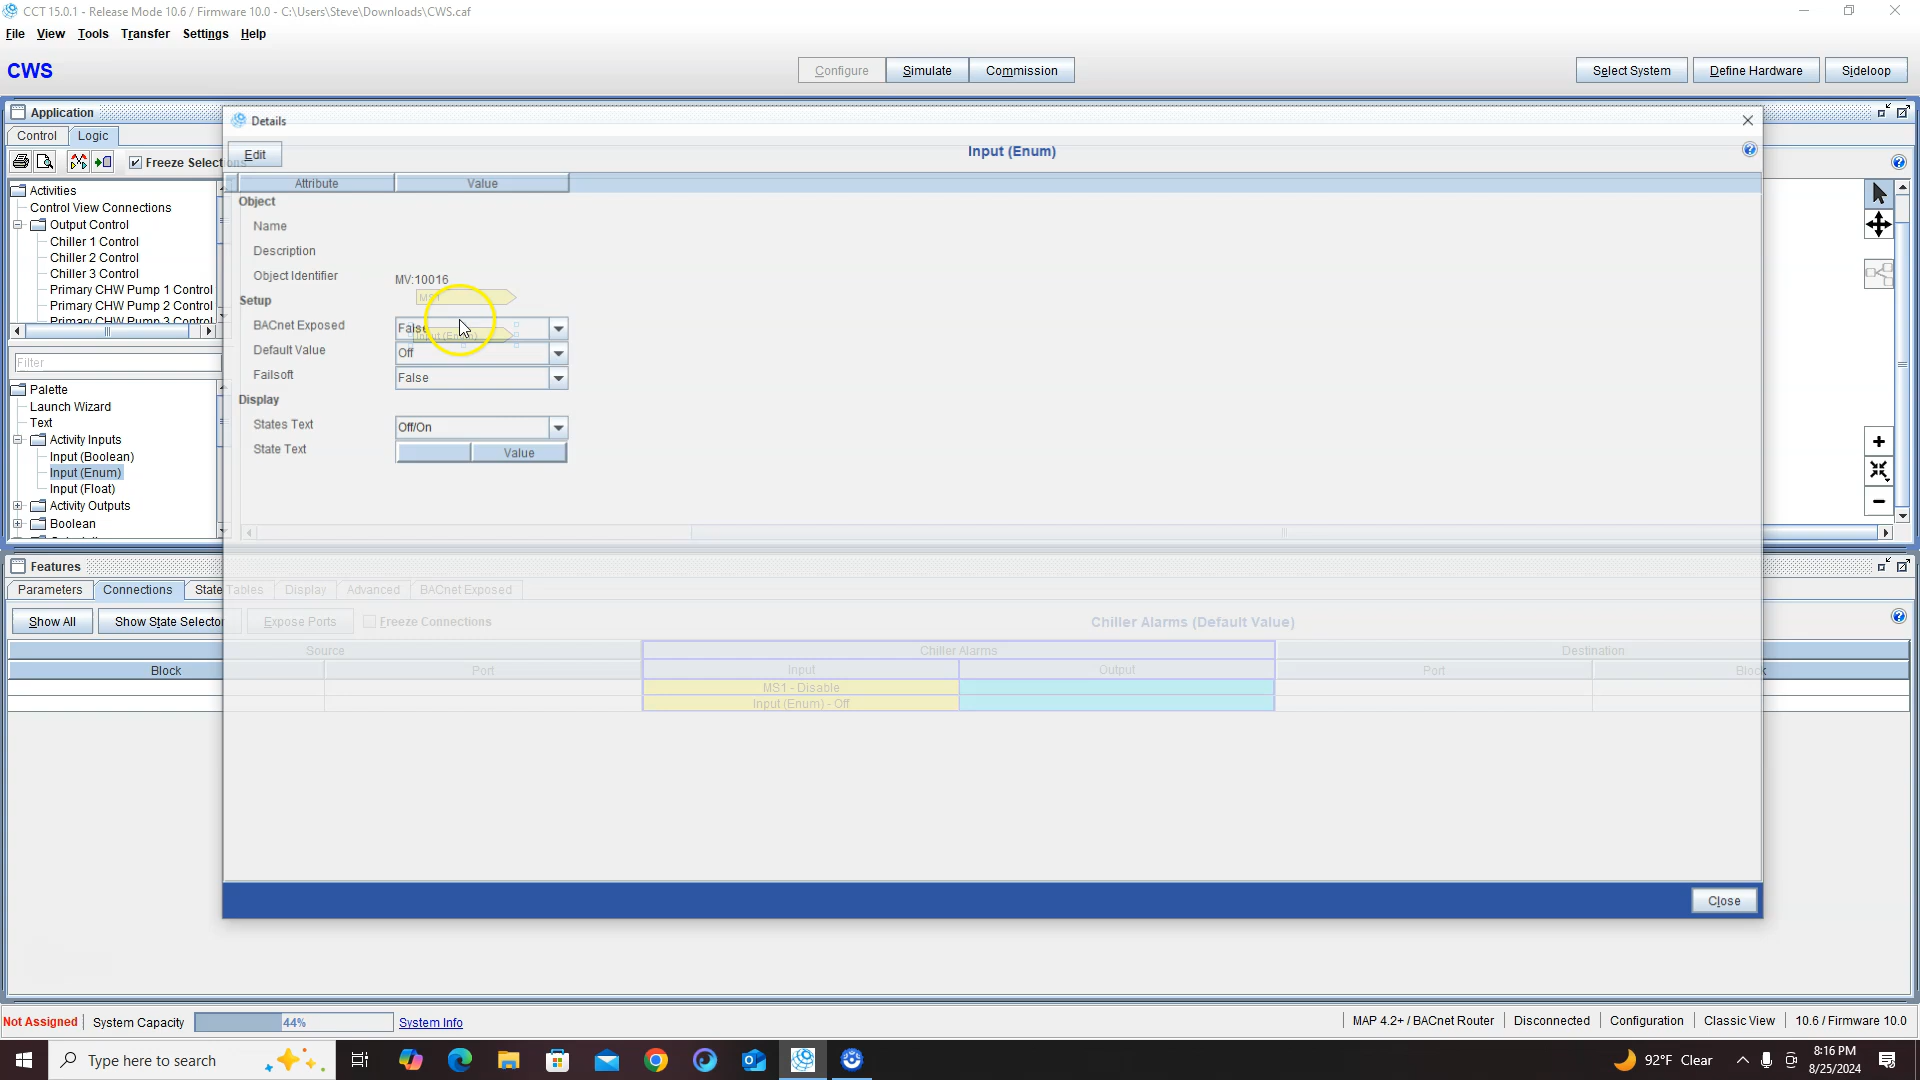 CCT 15.0.1 - Release Mode 10.6 / Firmware 10.0 - C:\Users\Steve\Downloads\CWS.caf
File View Tools Transfer Settings Help
CWS
Configure Simulate Commission
Select System Define Hardware Sideloop
Application
Control Logic
Freeze Selections
Activities
Control View Connections
Output Control
Chiller 1 Control
Chiller 2 Control
Chiller 3 Control
Primary CHW Pump 1 Control
Primary CHW Pump 2 Control
Primary CHW Pump 3 Control
Filter
Palette
Launch Wizard
Text
Activity Inputs
Input (Boolean)
Input (Enum)
Input (Float)
Activity Outputs
Boolean
Details
Edit
Input (Enum)
Attribute Value
Object
Name
Description
Object Identifier MV:10016
MS1
Setup
BACnet Exposed False
Input (Enum)
Default Value Off
Failsoft False
Display
States Text Off/On
State Text Value
Features
Parameters Connections State Tables Display Advanced BACnet Exposed
Show All Show State Selector Expose Ports Freeze Connections Chiller Alarms (Default Value)
Source Chiller Alarms Destination
Block Port Input Output Port Block
MS1 - Disable
Input (Enum) - Off
Close
Not Assigned System Capacity 44% System Info MAP 4.2+ / BACnet Router Disconnected Configuration Classic View 10.6 / Firmware 10.0
Type here to search
92°F Clear
8:16 PM
8/25/2024